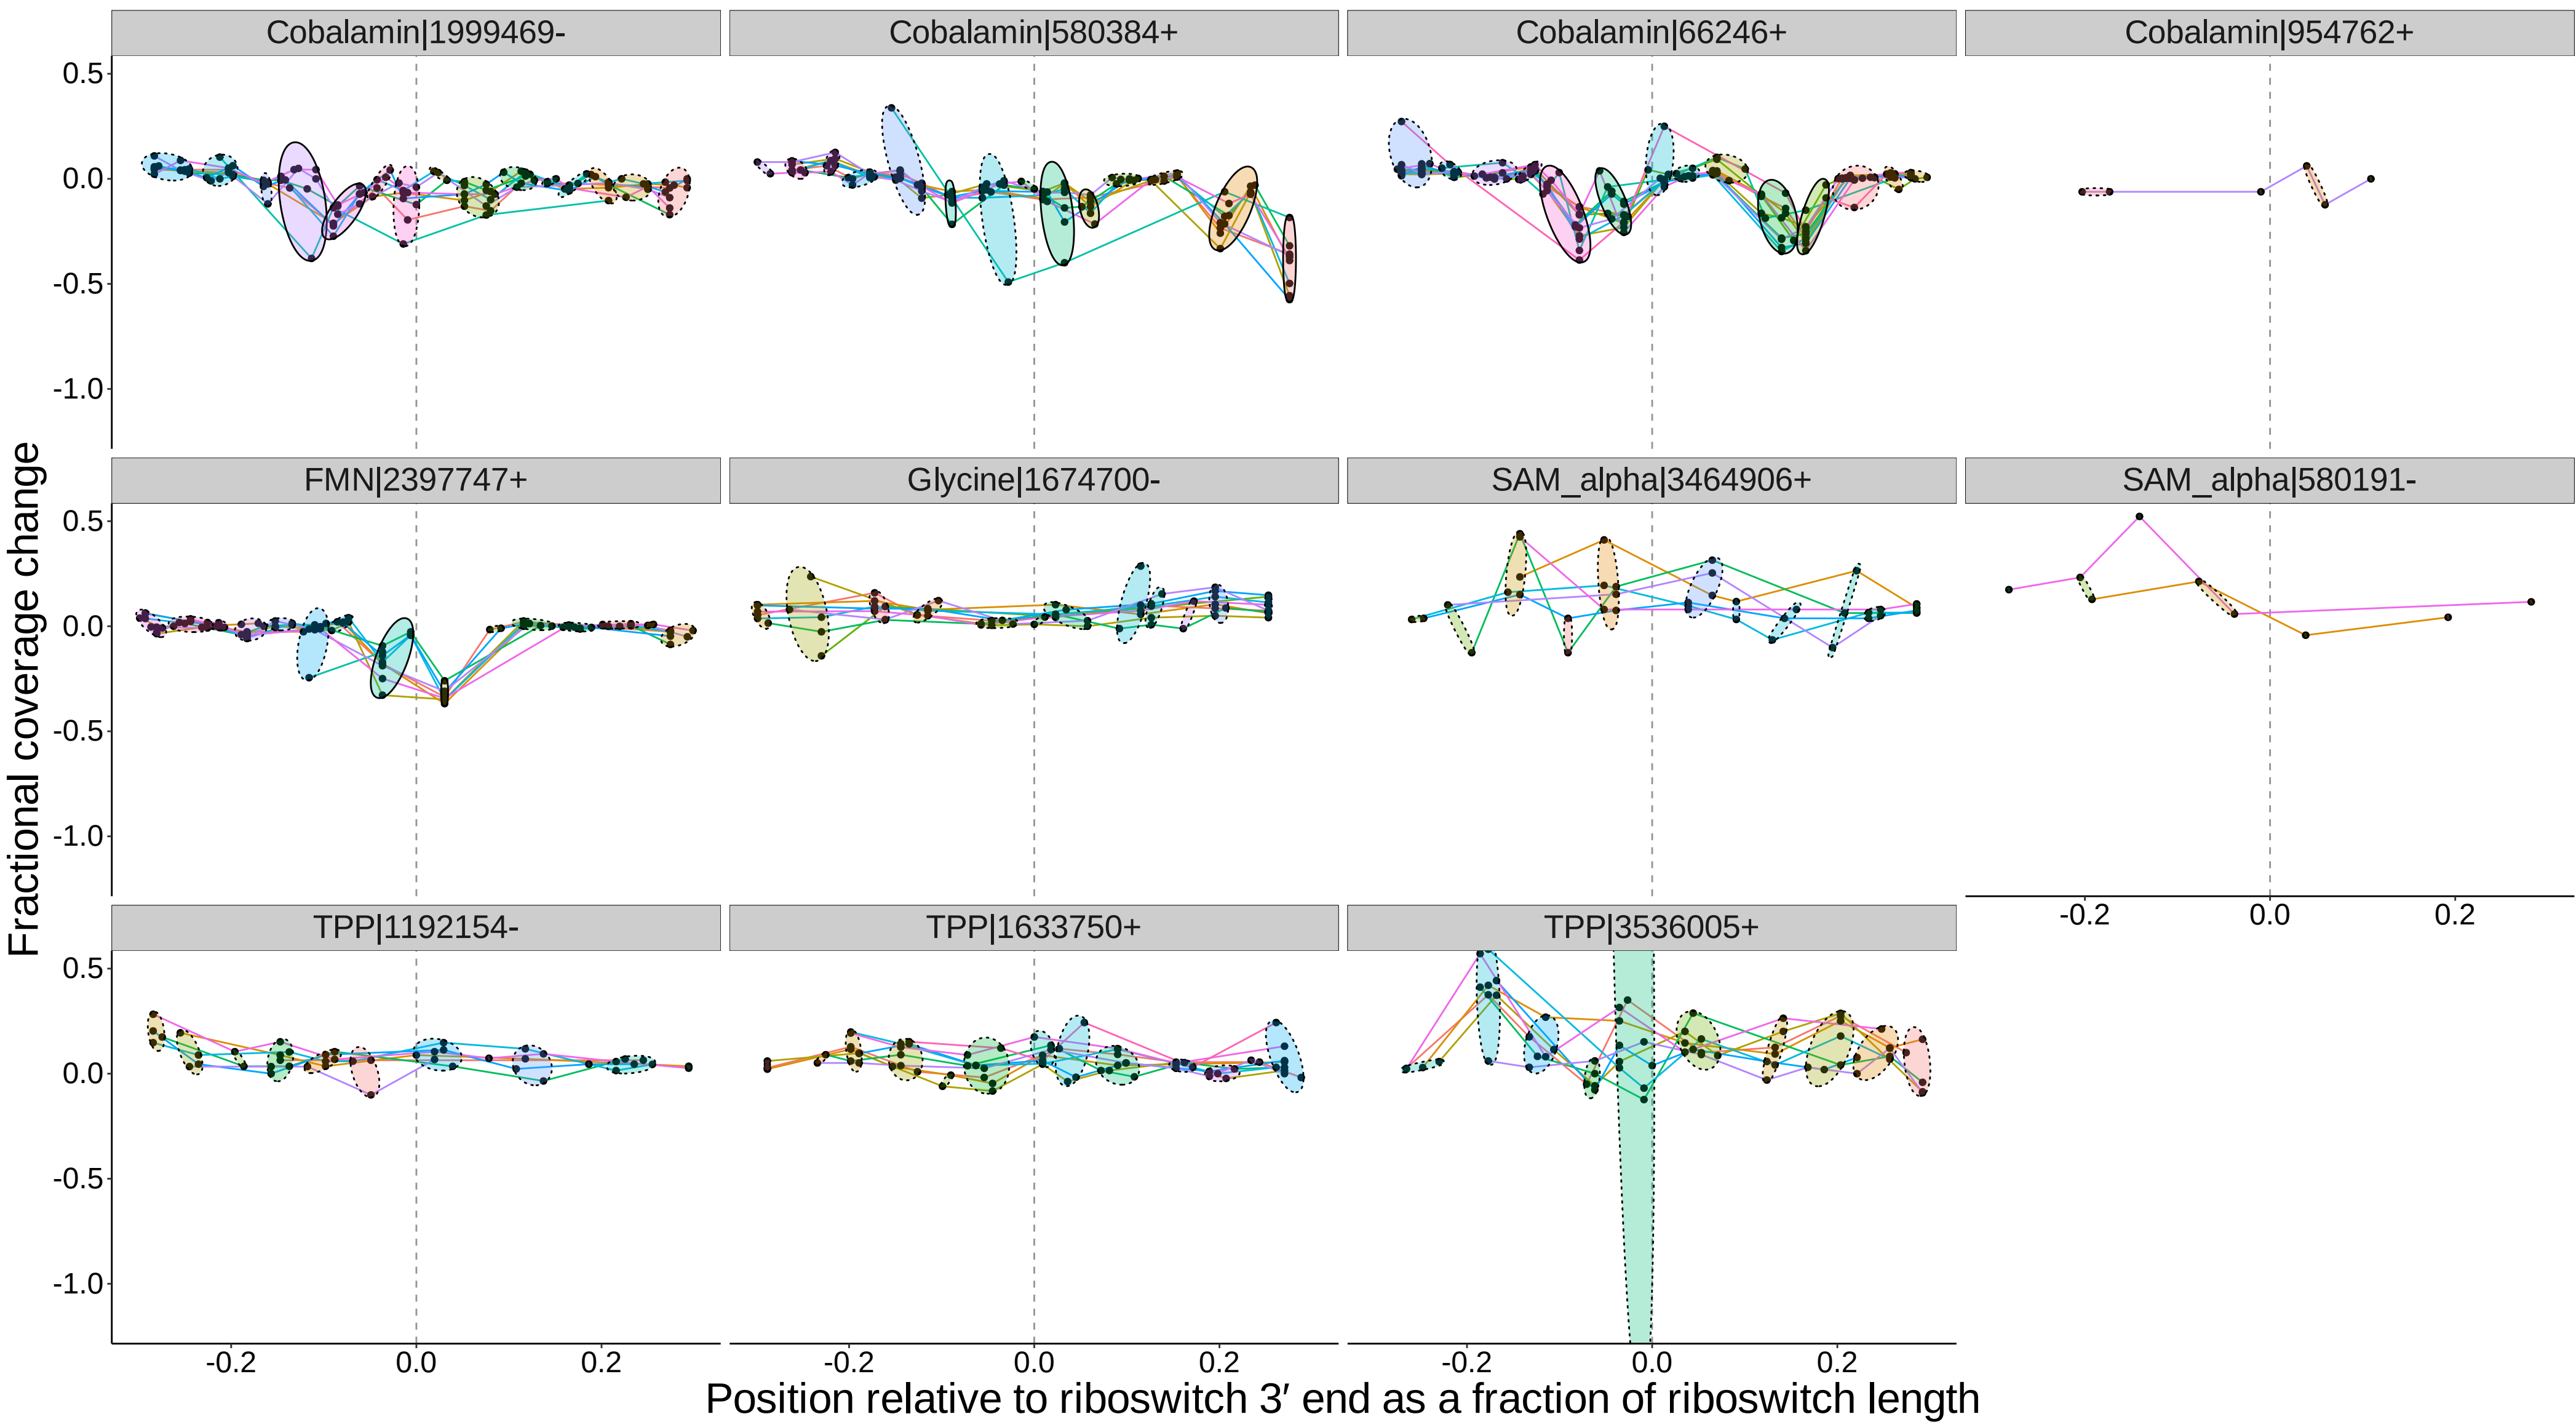 Cobalamin|1999469-
Cobalamin|580384+
Cobalamin|66246+
Cobalamin|954762+
0.5
0.0
-0.5
-1.0
FMN|2397747+
Glycine|1674700-
SAM_alpha|3464906+
SAM_alpha|580191-
0.5
0.0
-0.5
-1.0
-0.2 0.0 0.2
TPP|1192154-
TPP|1633750+
TPP|3536005+
0.5
0.0
-0.5
-1.0
-0.2 0.0 0.2
-0.2 0.0 0.2
-0.2 0.0 0.2
Fractional coverage change
Position relative to riboswitch 3′ end as a fraction of riboswitch length